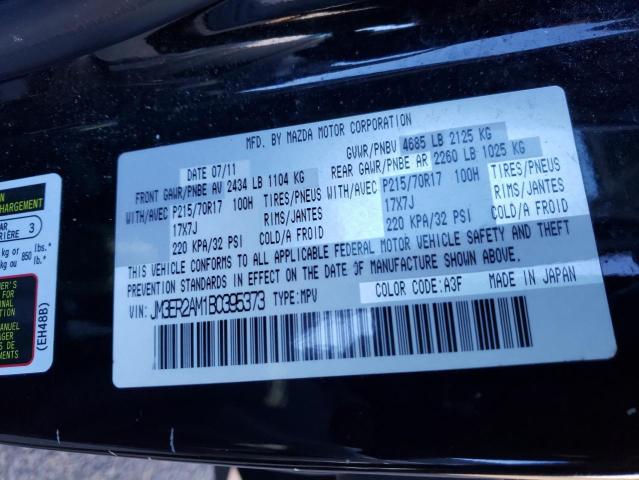 MFD. BY MAZDA MOTOR CORPORATION
DATE 07/11
GVWR/PNBV 4685 LB 2125 KG
FRONT GAWR/PNBE AV 2434 LB 1104 KG
REAR GAWR/PNBE AR 2260 LB 1025 KG
WITH/AVEC P215/70R17 100H TIRES/PNEUS
17X7J RIMS/JANTES
220 KPA/32 PSI COLD/A FROID
WITH/AVEC P215/70R17 100H TIRES/PNEUS
17X7J RIMS/JANTES
220 KPA/32 PSI COLD/A FROID
THIS VEHICLE CONFORMS TO ALL APPLICABLE FEDERAL MOTOR VEHICLE SAFETY AND THEFT
PREVENTION STANDARDS IN EFFECT ON THE DATE OF MANUFACTURE SHOWN ABOVE.
VIN: JM3ER2AM1B0395373 TYPE:MPV
COLOR CODE:A3F MADE IN JAPAN
CHARGEMENT
3
850 lbs.*
(EH48B)